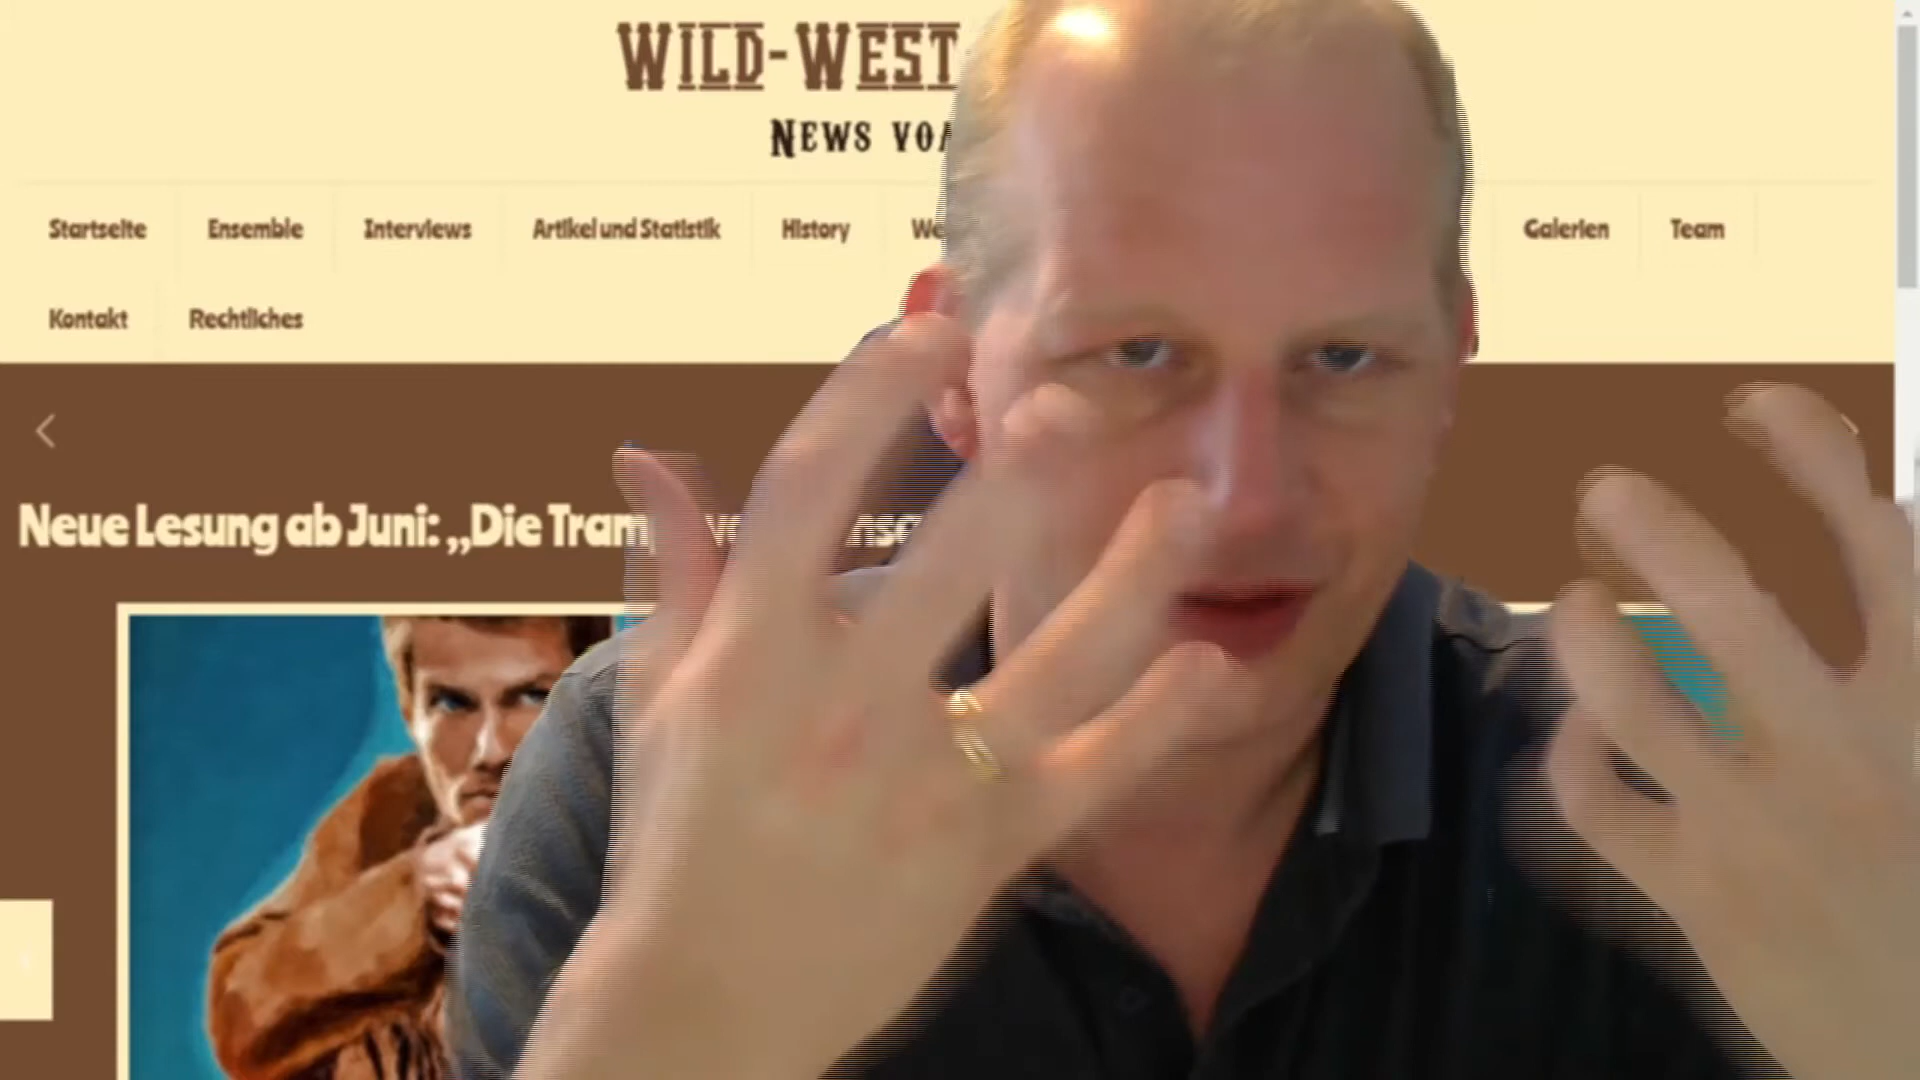 WILD-WEST
NEWS VO
Startseite Ensemble Interviews Artikel und Statistik History Galerien Team
Kontakt Rechtliches
Neue Lesung ab Juni: „Die